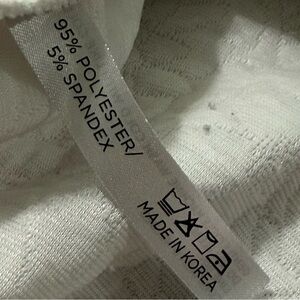 95% POLYESTER/
5% SPANDEX
MADE IN KOREA